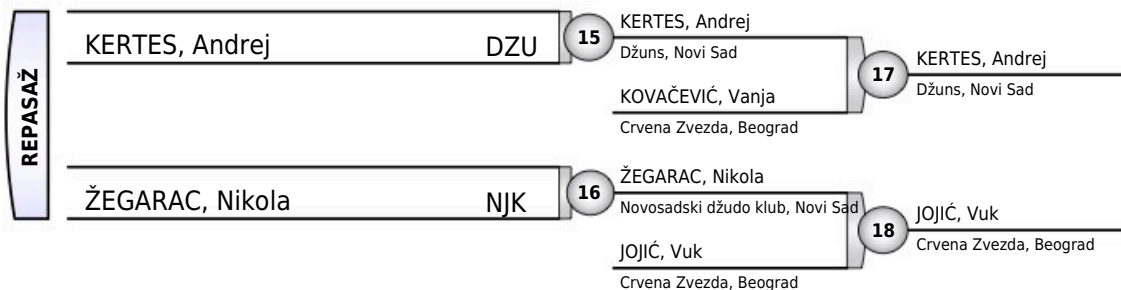 REPASAŽ
KERTES, Andrej DZU
15
KERTES, Andrej
Džuns, Novi Sad
KOVAČEVIĆ, Vanja
Crvena Zvezda, Beograd
17
KERTES, Andrej
Džuns, Novi Sad
ŽEGARAC, Nikola NJK
16
ŽEGARAC, Nikola
Novosadski džudo klub, Novi Sad
JOJIĆ, Vuk
Crvena Zvezda, Beograd
18
JOJIĆ, Vuk
Crvena Zvezda, Beograd